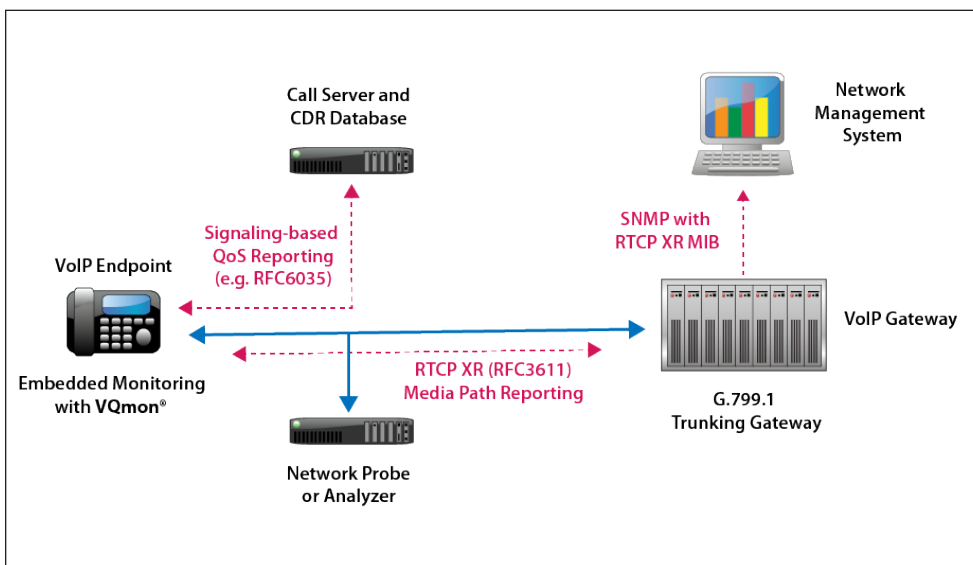 Call Server and
CDR Database
Network
Management
System
Signaling-based
QoS Reporting
(e.g. RFC6035)
SNMP with
RTCP XR MIB
VoIP Endpoint
VoIP Gateway
RTCP XR (RFC3611)
Media Path Reporting
Embedded Monitoring
with VQmon®
G.799.1
Trunking Gateway
Network Probe
or Analyzer